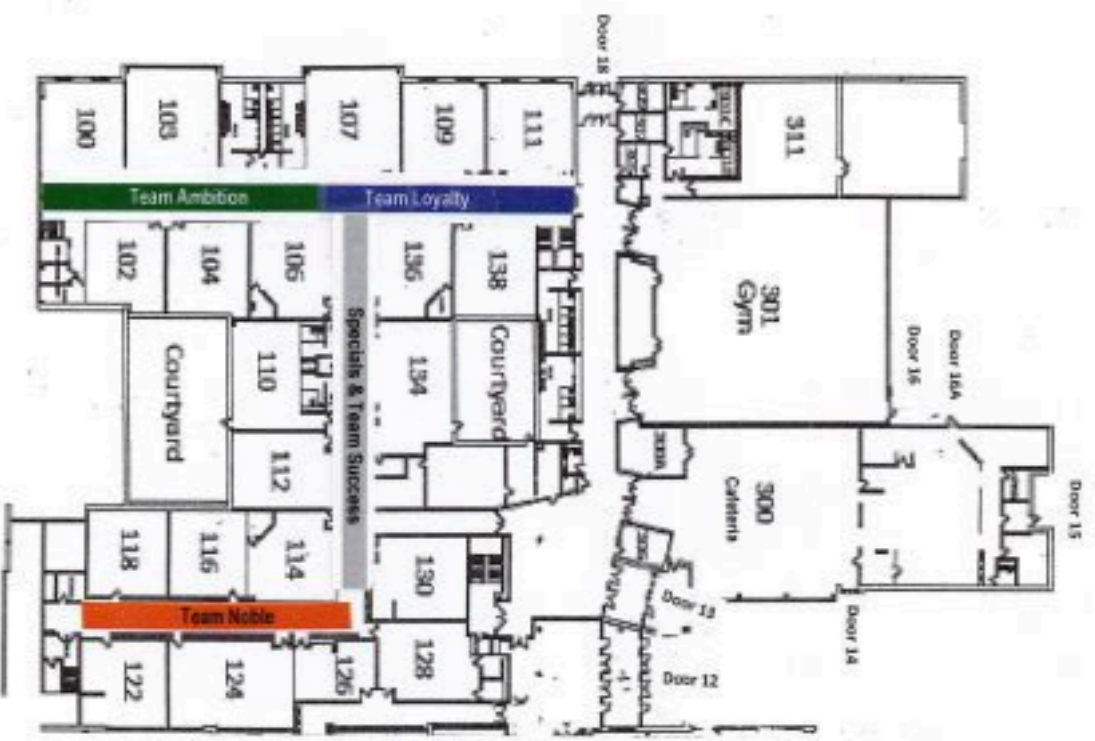 Door 18
100
103
107
109
111
311
Team Ambition
Team Loyalty
102
104
106
136
138
301
Gym
Specials & Team Success
Courtyard
110
134
Courtyard
Door 16
Door 16A
112
300
Cafeteria
Door 15
118
116
114
130
Team Noble
Door 13
Door 14
122
124
126
128
Door 12